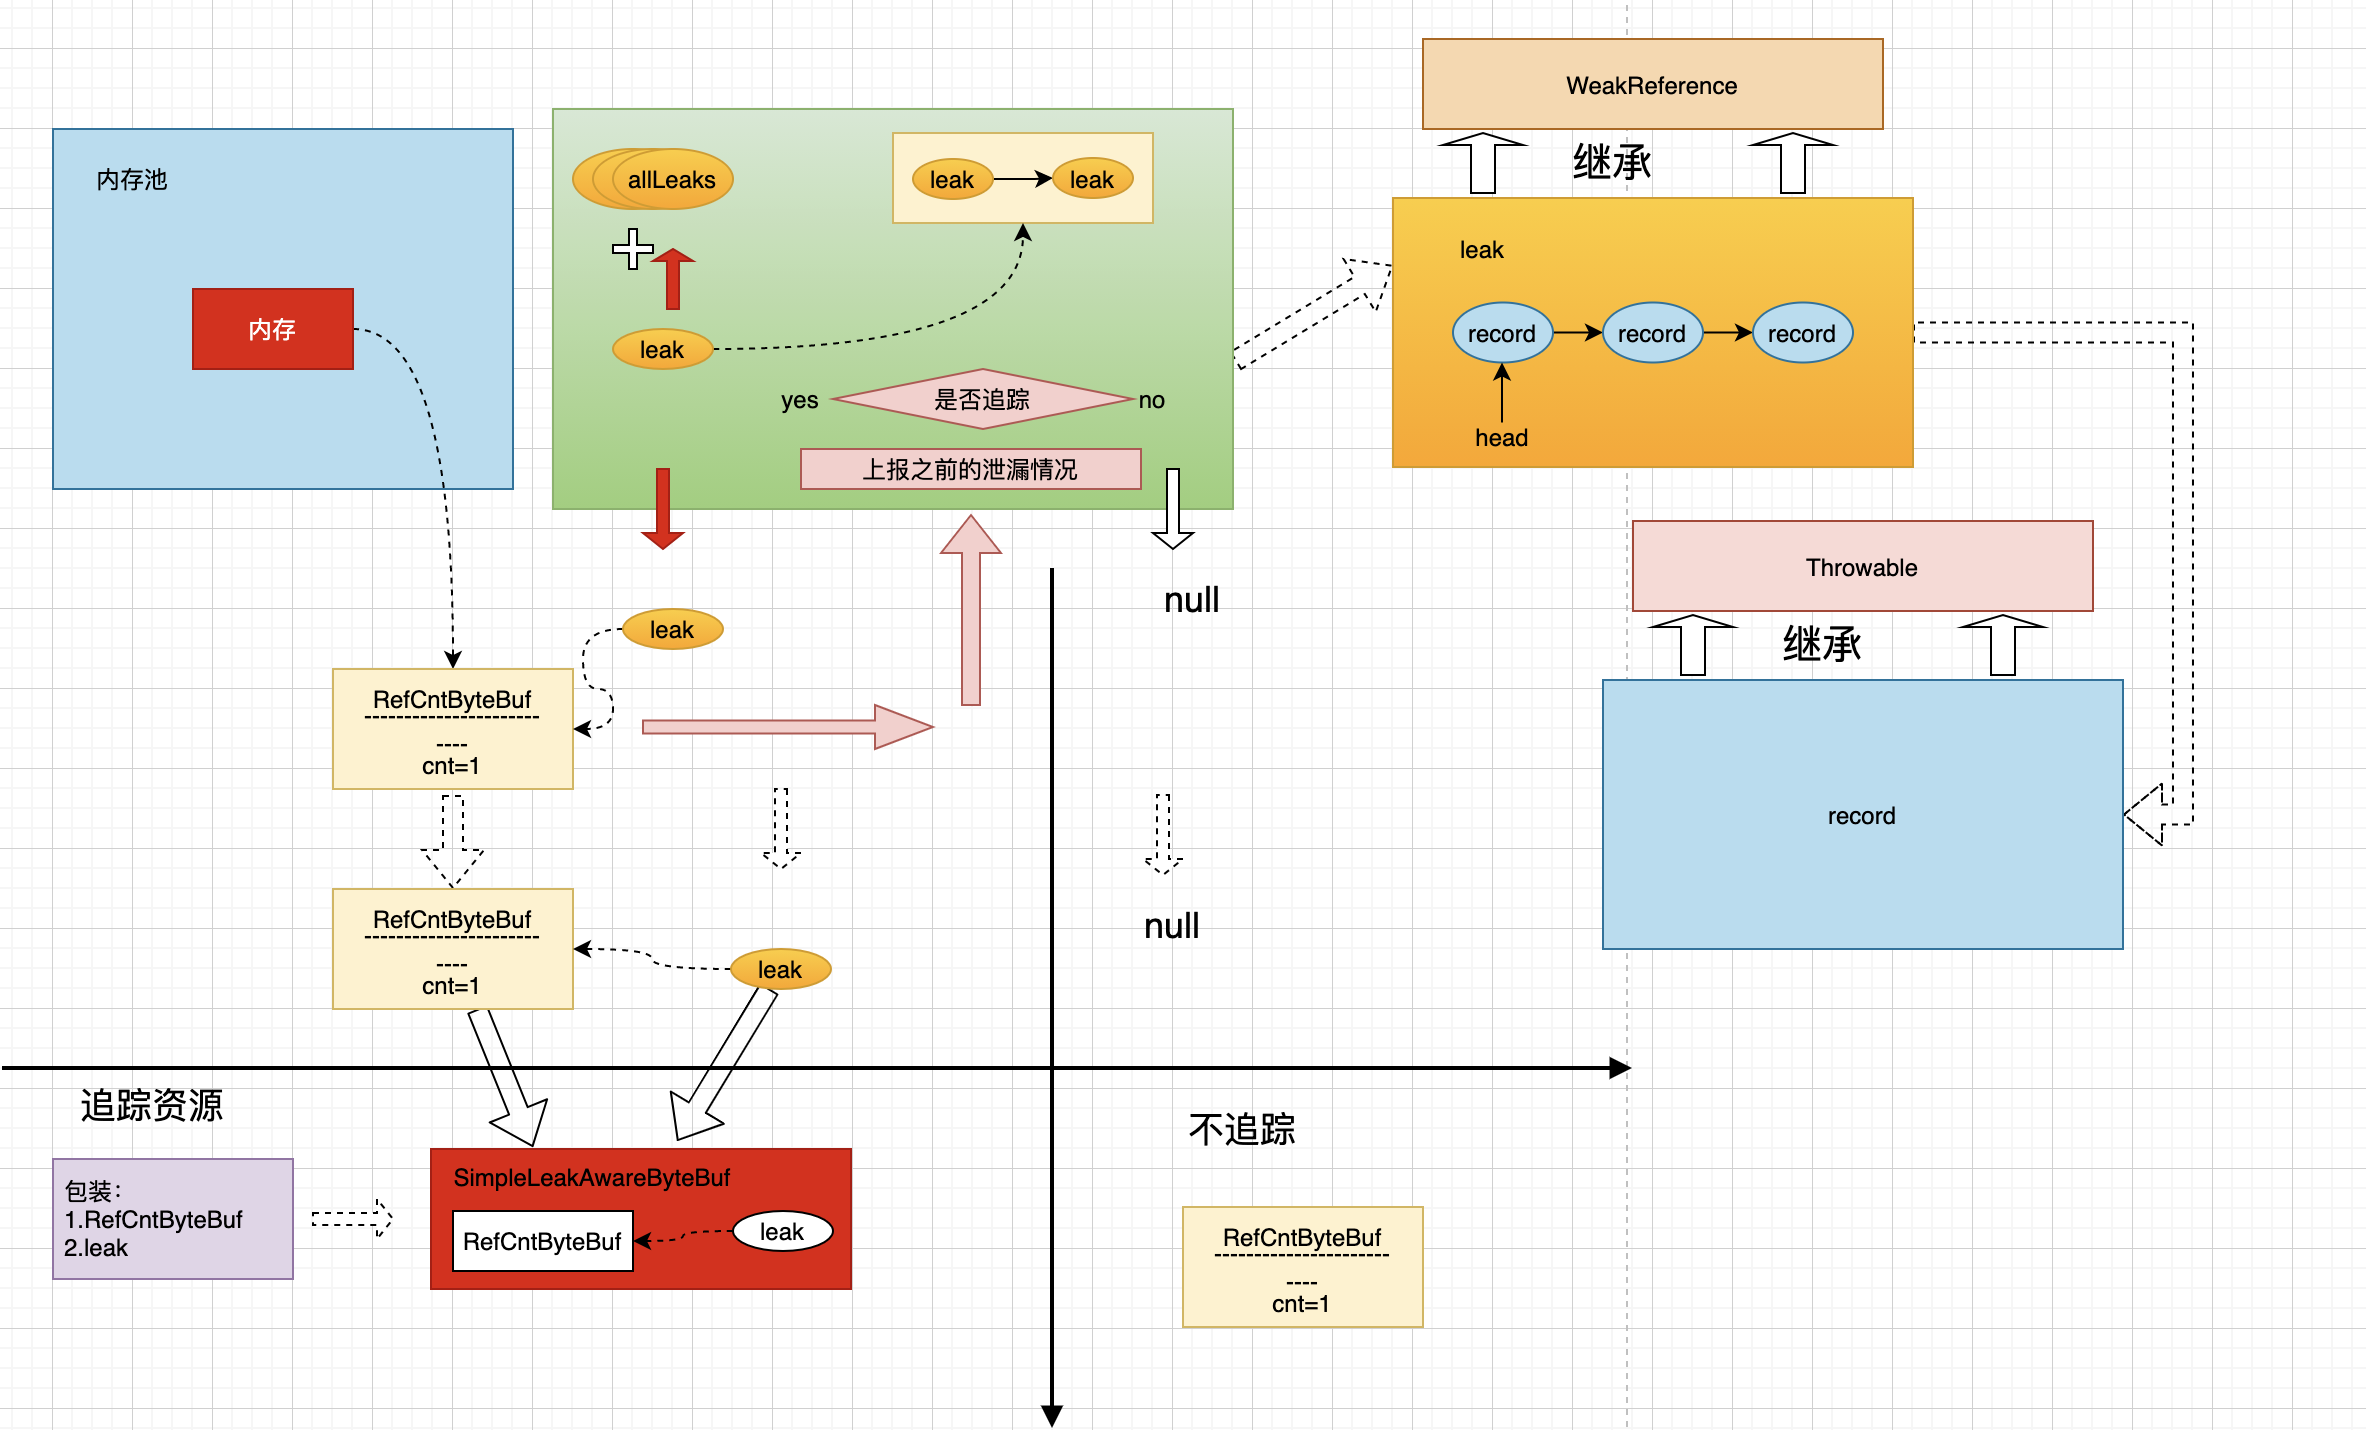 内存池
内存
allLeaks
leak
leak
leak
yes
是否追踪
no
上报之前的泄漏情况
WeakReference
继承
leak
record
record
record
head
Throwable
继承
record
leak
null
RefCntByteBuf
----------------------
cnt=1
RefCntByteBuf
----------------------
cnt=1
leak
null
追踪资源
包装：
1.RefCntByteBuf
2.leak
SimpleLeakAwareByteBuf
RefCntByteBuf
leak
不追踪
RefCntByteBuf
----------------------
cnt=1